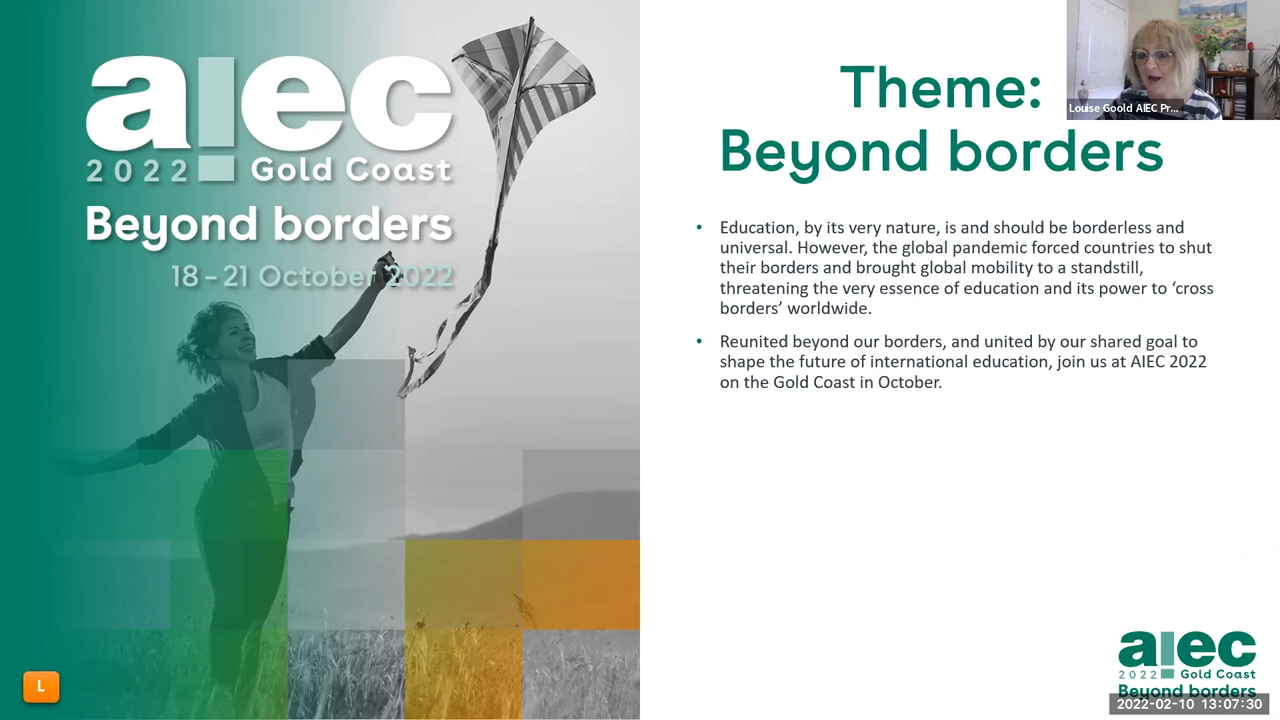 aiec
2022 Gold Coast
Beyond borders
18–21 October 2022
L
Theme:
Beyond borders
• Education, by its very nature, is and should be borderless and
universal. However, the global pandemic forced countries to shut
their borders and brought global mobility to a standstill,
threatening the very essence of education and its power to ‘cross
borders’ worldwide.
• Reunited beyond our borders, and united by our shared goal to
shape the future of international education, join us at AIEC 2022
on the Gold Coast in October.
Louise Goold AIEC Pr...
aiec
2022 Gold Coast
Beyond borders
2022-02-10 13:07:30